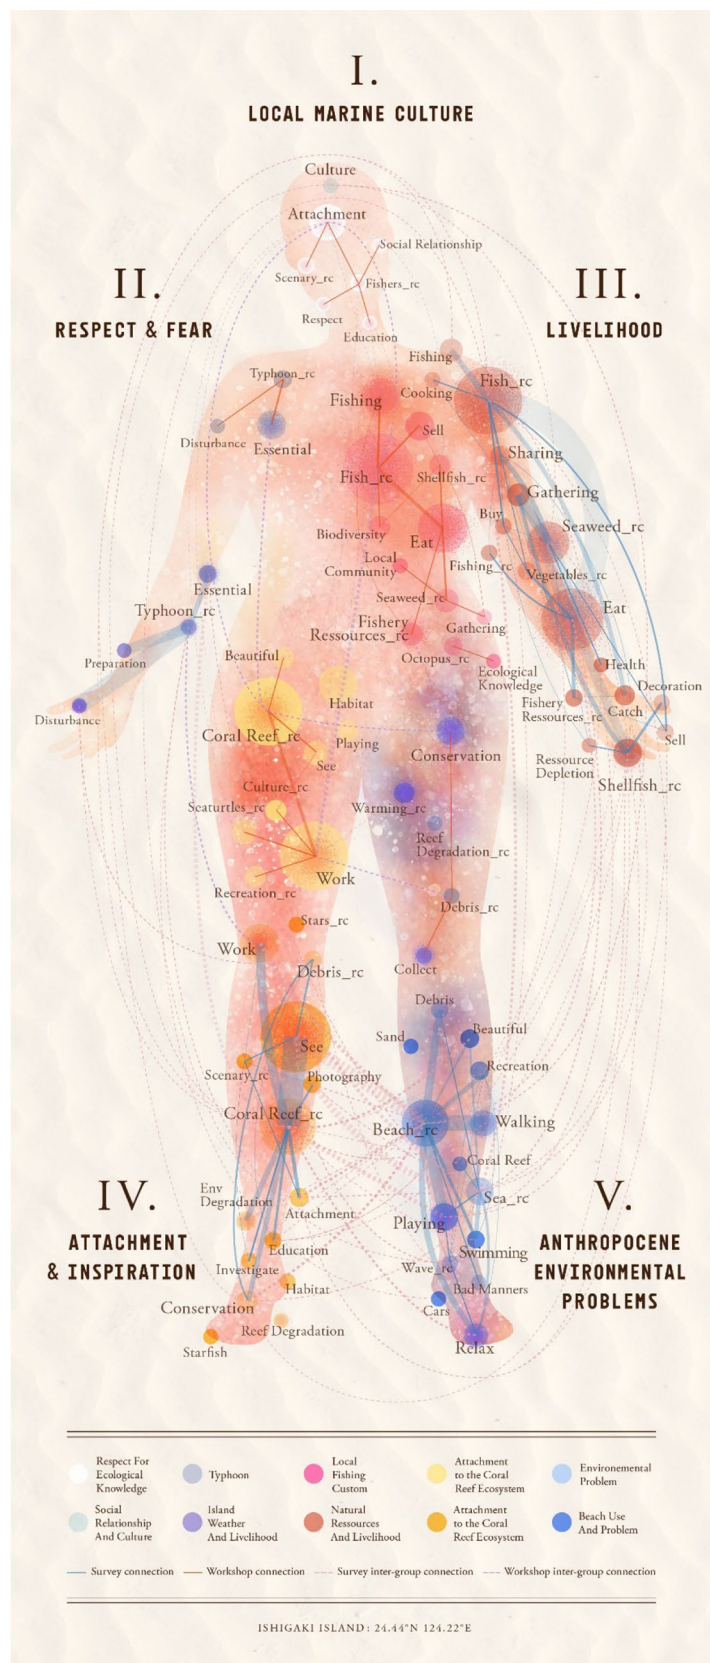 I.
LOCAL MARINE CULTURE
Culture
Attachment
Social Relationship
Scenery_rc
Fishers_rc
Respect
Education
II.
RESPECT & FEAR
III.
LIVELIHOOD
Fishing
Typhoon_rc
Fish_rc
Fishing
Cooking
Sell
Disturbance
Essential
Sharing
Fish_rc
Shellfish_rc
Gathering
Buy
Seaweed_rc
Biodiversity
Eat
Local
Community
Fishing_rc
Vegetables_rc
Essential
Seaweed_rc
Typhoon_rc
Eat
Fishery
Ressources_rc
Gathering
Preparation
Beautiful
Octopus_rc
Health
Ecological
Knowledge
Decoration
Habitat
Fishery
Ressources_rc
Catch
Disturbance
Coral Reef_rc
Playing
Sell
See
Conservation
Ressource
Depletion
Culture_rc
Shellfish_rc
Seaturtles_rc
Warming_rc
Reef
Degradation_rc
Work
Recreation_rc
Debris_rc
Stars_rc
Work
Debris_rc
Collect
Debris
Sand
Beautiful
See
Scenery_rc
Photography
Recreation
Coral Reef_rc
Beach_rc
Walking
Coral Reef
IV.
ATTACHMENT
& INSPIRATION
V.
ANTHROPOCENE
ENVIRONMENTAL
PROBLEMS
Env
Degradation
Sea_rc
Attachment
Playing
Education
Swimming
Investigate
Wave_rc
Habitat
Bad Manners
Conservation
Cars
Reef Degradation
Starfish
Relax
Respect For
Ecological
Knowledge
Typhoon
Local
Fishing
Custom
Attachment
to the Coral
Reef Ecosystem
Environemental
Problem
Social
Relationship
And Culture
Island
Weather
And Livelihood
Natural
Ressources
And Livelihood
Attachment
to the Coral
Reef Ecosystem
Beach Use
And Problem
Survey connection
Workshop connection
Survey inter-group connection
Workshop inter-group connection
ISHIGAKI ISLAND: 24.44°N 124.22°E